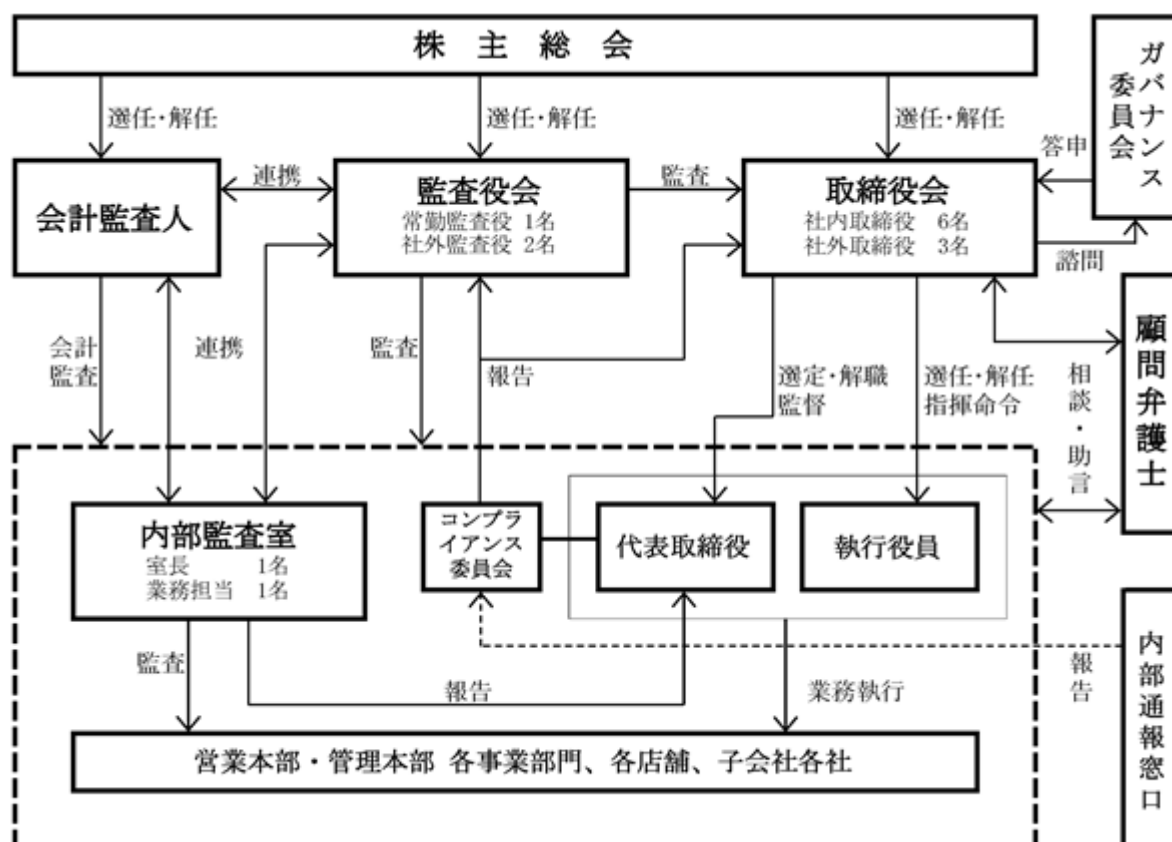 株 主 総 会
ガバナンス
委員会
選任・解任
選任・解任
選任・解任
答申
会計監査人
連携
監査役会
常勤監査役 1名
社外監査役 2名
監査
取締役会
社内取締役 6名
社外取締役 3名
諮問
会計
監査
連携
監査
報告
選定・解職
監督
選任・解任
指揮命令
相談・助言
顧問弁護士
内部監査室
室長 1名
業務担当 1名
コンプラ
イアンス
委員会
代表取締役
執行役員
監査
報告
業務執行
報告
内部通報窓口
営業本部・管理本部 各事業部門、各店舗、子会社各社